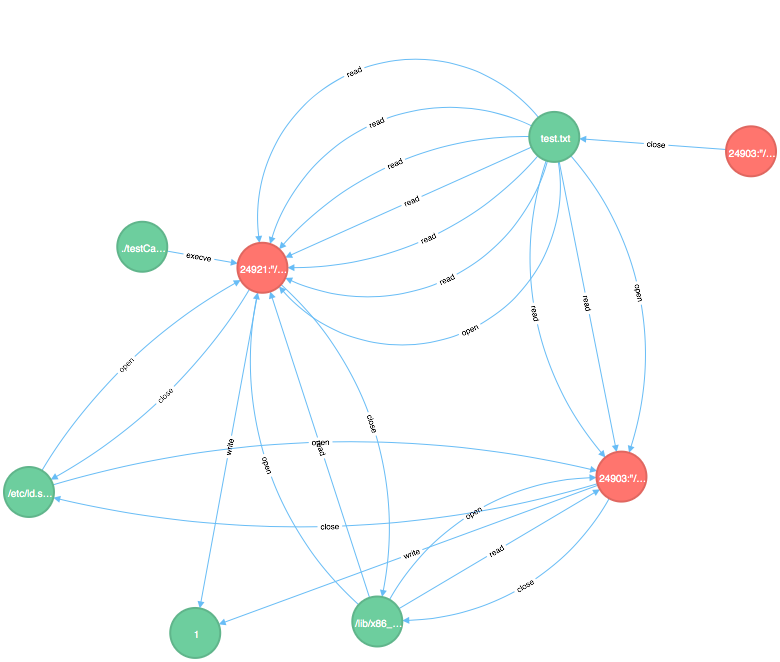 read
read
test.txt
24903:"/...
close
read
read
read
./testCa...
execve
24921:"/...
read
open
read
read
open
open
close
close
open
write
read
open
24903:"/...
/etc/id.s...
open
close
write
read
close
1
/lib/x86_...